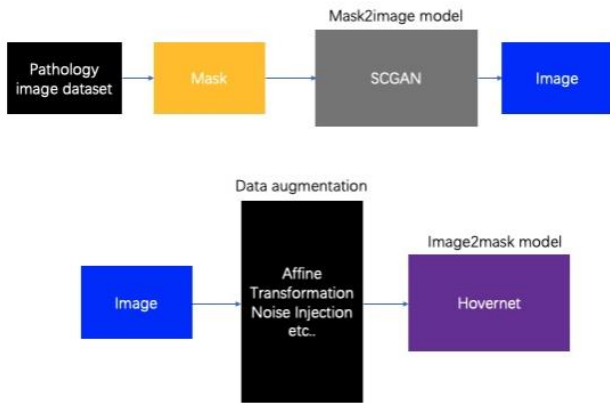 Mask2image model
Pathology
image dataset
Mask
SCGAN
Image
Data augmentation
Image2mask model
Image
Affine
Transformation
Noise Injection
etc..
Hovernet